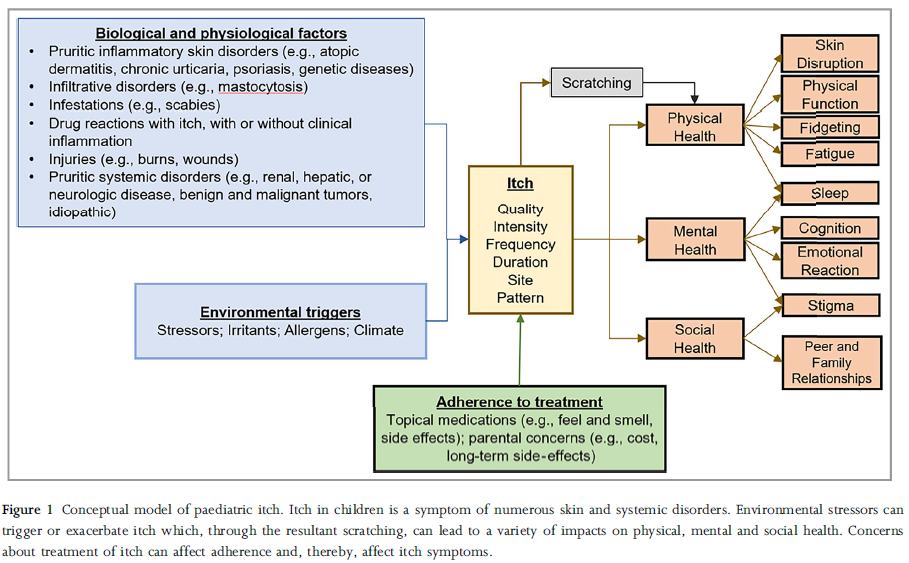 Biological and physiological factors
• Pruritic inflammatory skin disorders (e.g., atopic
dermatitis, chronic urticaria, psoriasis, genetic diseases)
• Infiltrative disorders (e.g., mastocytosis)
• Infestations (e.g., scabies)
• Drug reactions with itch, with or without clinical
inflammation
• Injuries (e.g., burns, wounds)
• Pruritic systemic disorders (e.g., renal, hepatic, or
neurologic disease, benign and malignant tumors,
idiopathic)
Environmental triggers
Stressors; Irritants; Allergens; Climate
Itch
Quality
Intensity
Frequency
Duration
Site
Pattern
Adherence to treatment
Topical medications (e.g., feel and smell,
side effects); parental concerns (e.g., cost,
long-term side-effects)
Scratching
Physical
Health
Mental
Health
Social
Health
Skin
Disruption
Physical
Function
Fidgeting
Fatigue
Sleep
Cognition
Emotional
Reaction
Stigma
Peer and
Family
Relationships
Figure 1 Conceptual model of paediatric itch. Itch in children is a symptom of numerous skin and systemic disorders. Environmental stressors can
trigger or exacerbate itch which, through the resultant scratching, can lead to a variety of impacts on physical, mental and social health. Concerns
about treatment of itch can affect adherence and, thereby, affect itch symptoms.